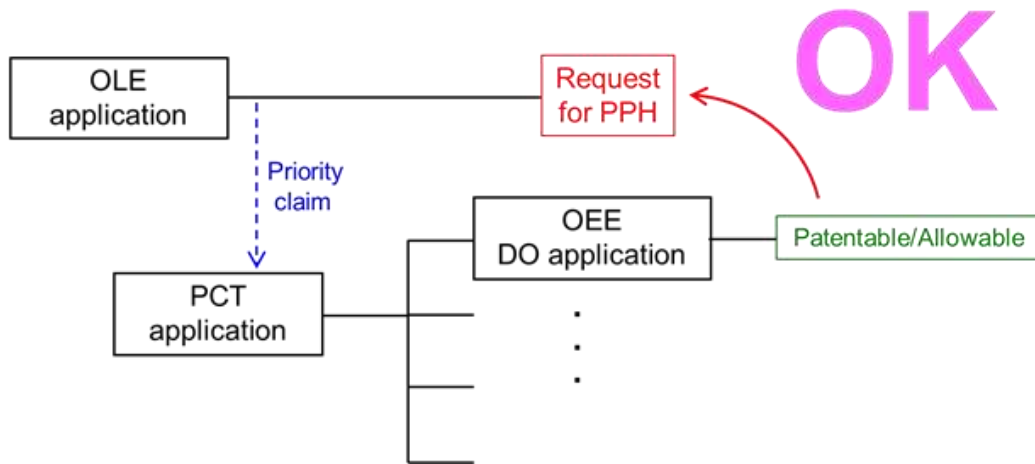 OK
OLE
application
Request
for PPH
Priority
claim
OEE
DO application
Patentable/Allowable
PCT
application